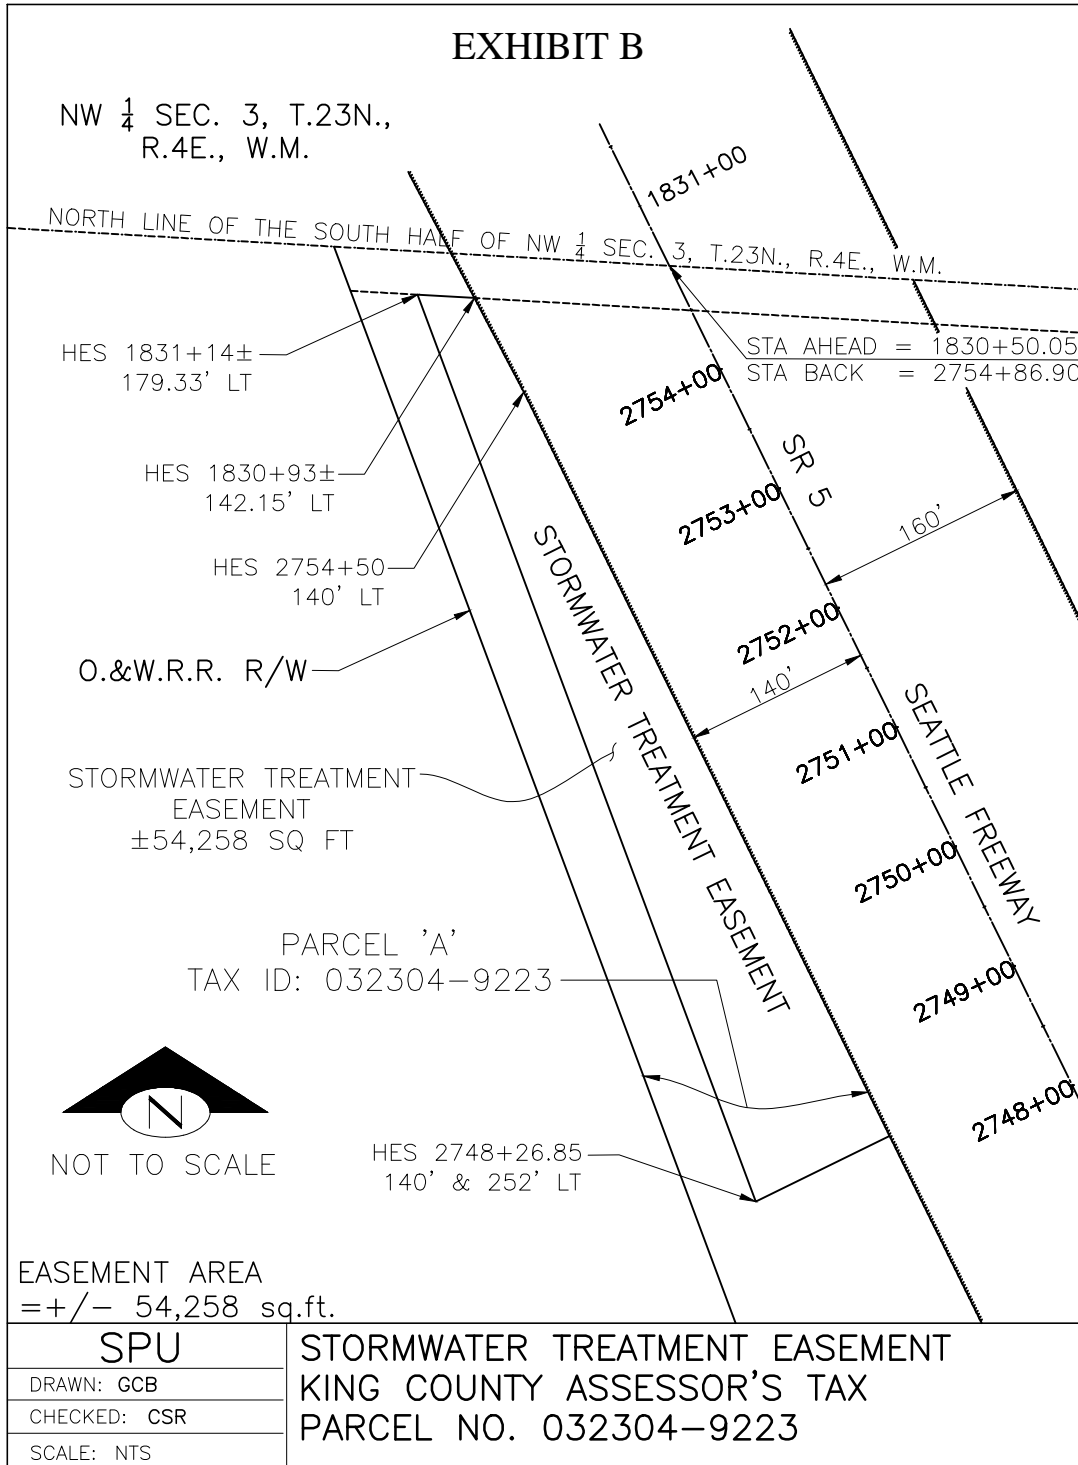 EXHIBIT B
NW 1/4 SEC. 3, T.23N.,
R.4E., W.M.
1831+00
NORTH LINE OF THE SOUTH HALF OF NW 1/4 SEC. 3, T.23N., R.4E., W.M.
HES 1831+14±
179.33' LT
STA AHEAD = 1830+50.05
STA BACK = 2754+86.90
2754+00
HES 1830+93±
142.15' LT
SR 5
2753+00
160'
HES 2754+50
140' LT
2752+00
O.&W.R.R. R/W
140'
STORMWATER TREATMENT EASEMENT
SEATTLE FREEWAY
2751+00
STORMWATER TREATMENT
EASEMENT
±54,258 SQ FT
2750+00
PARCEL 'A'
TAX ID: 032304-9223
2749+00
2748+00
N
NOT TO SCALE
HES 2748+26.85
140' & 252' LT
EASEMENT AREA
=+/- 54,258 sq.ft.
SPU
DRAWN: GCB
CHECKED: CSR
SCALE: NTS
STORMWATER TREATMENT EASEMENT
KING COUNTY ASSESSOR'S TAX
PARCEL NO. 032304-9223